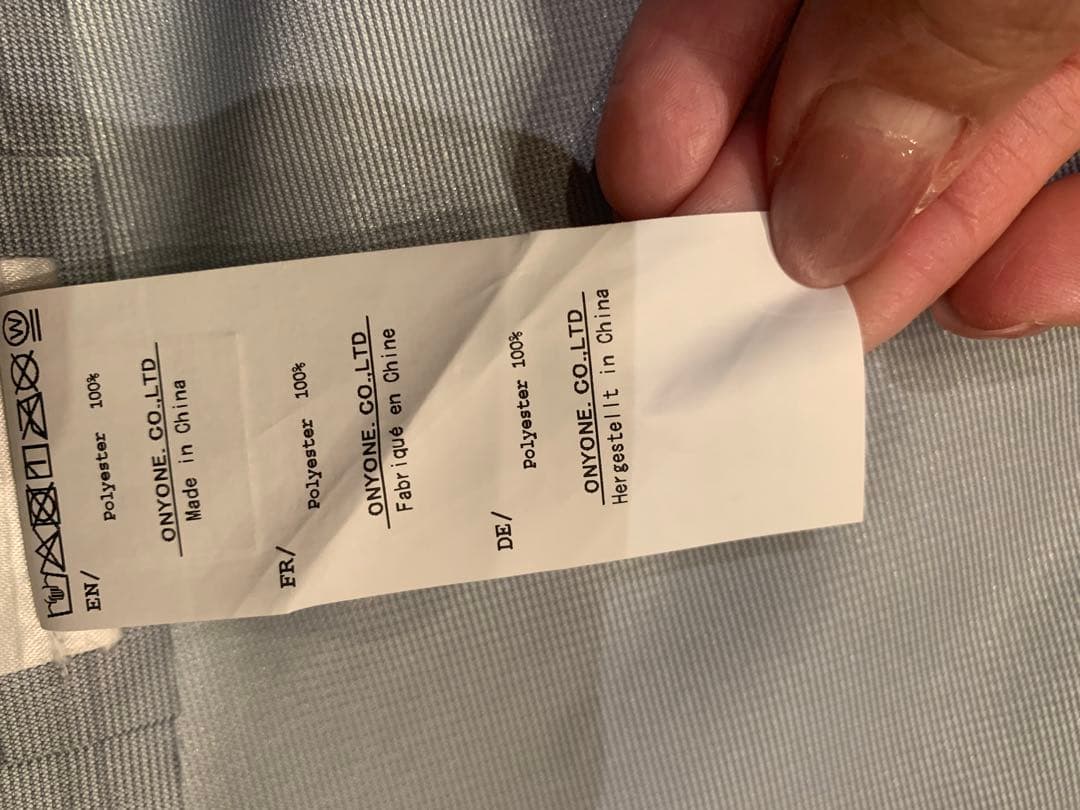 EN/
Polyester 100%
ONYONE. CO.,LTD
Made in China
FR/
Polyester 100%
ONYONE. CO.,LTD
Fabriqué en Chine
DE/
Polyester 100%
ONYONE. CO.,LTD
Hergestellt in China